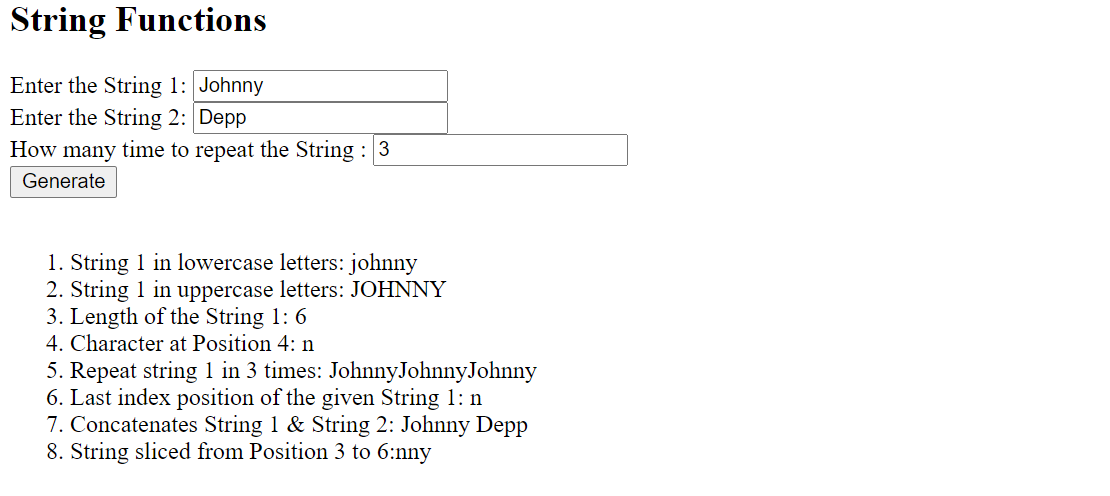 String Functions
Enter the String 1: Johnny
Enter the String 2: Depp
How many time to repeat the String : 3
Generate
1. String 1 in lowercase letters: johnny
2. String 1 in uppercase letters: JOHNNY
3. Length of the String 1: 6
4. Character at Position 4: n
5. Repeat string 1 in 3 times: JohnnyJohnnyJohnny
6. Last index position of the given String 1: n
7. Concatenates String 1 & String 2: Johnny Depp
8. String sliced from Position 3 to 6:nny